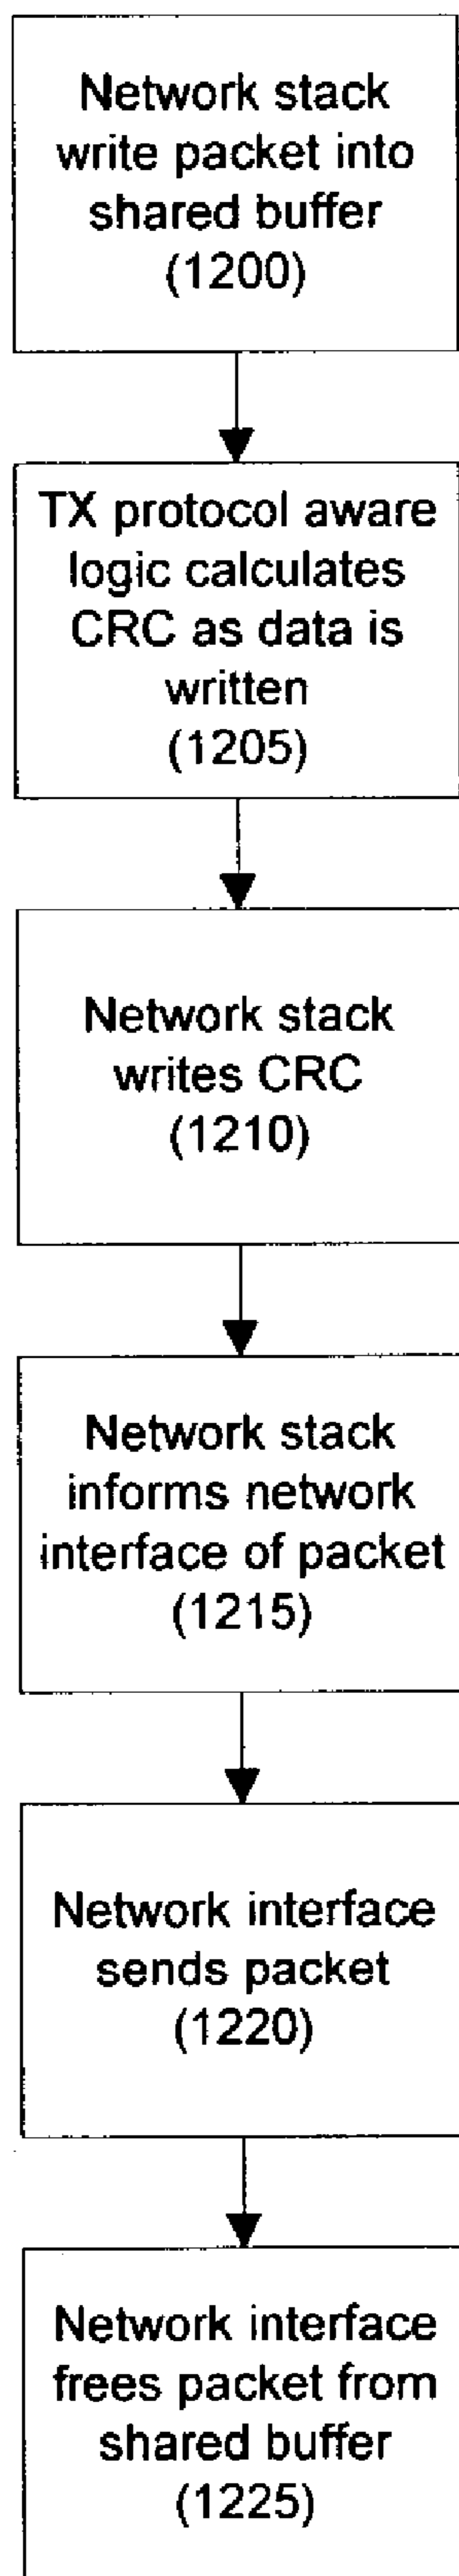 Network stack
write packet into
shared buffer
(1200)
TX protocol aware
logic calculates
CRC as data is
written
(1205)
Network stack
writes CRC
(1210)
Network stack
informs network
interface of packet
(1215)
Network interface
sends packet
(1220)
Network interface
frees packet from
shared buffer
(1225)